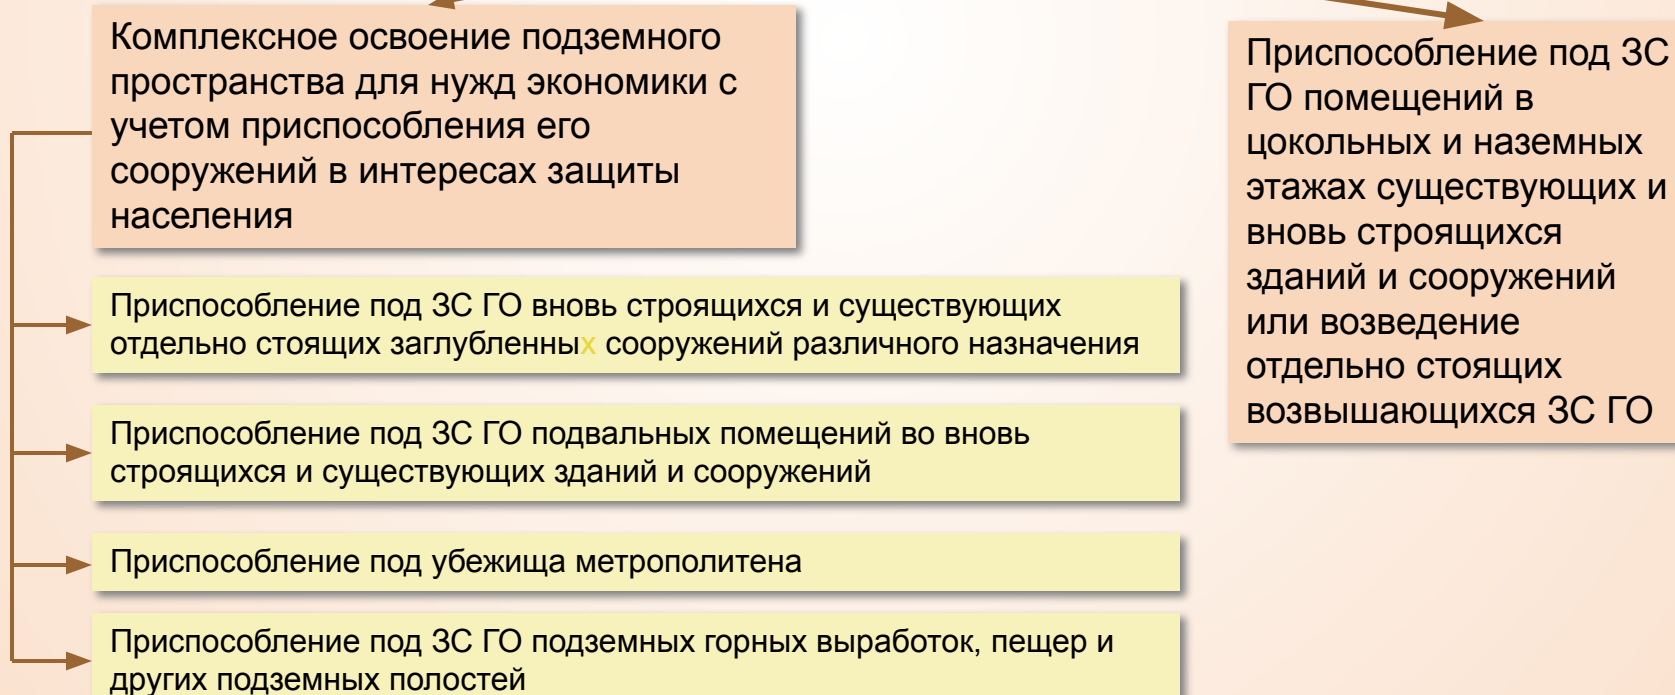 Комплексное освоение подземного
пространства для нужд экономики с
учетом приспособления его
сооружений в интересах защиты
населения
Приспособление под ЗС ГО вновь строящихся и существующих
отдельно стоящих заглубленных сооружений различного назначения
Приспособление под ЗС ГО подвальных помещений во вновь
строящихся и существующих зданий и сооружений
Приспособление под убежища метрополитена
Приспособление под ЗС ГО подземных горных выработок, пещер и
других подземных полостей
Приспособление под ЗС
ГО помещений в
цокольных и наземных
этажах существующих и
вновь строящихся
зданий и сооружений
или возведение
отдельно стоящих
возвышающихся ЗС ГО